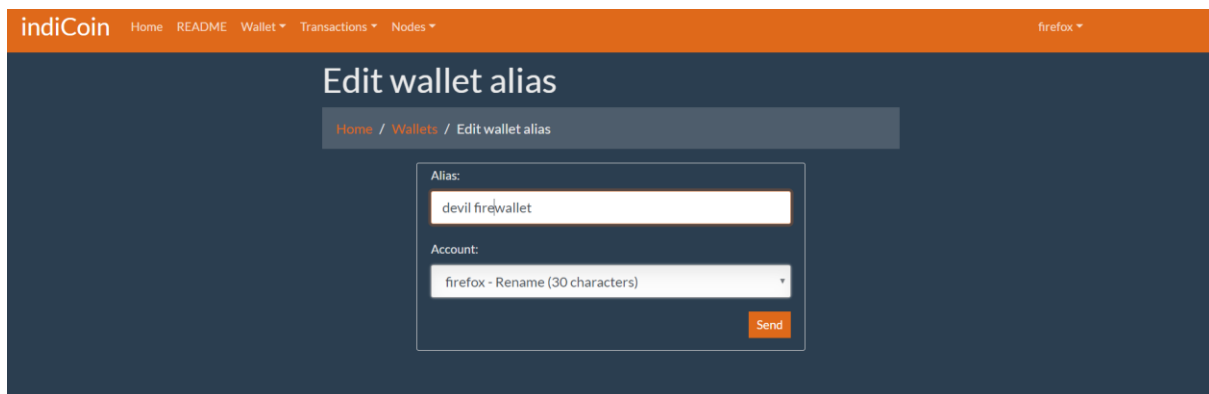 indiCoin Home README Wallet Transactions Nodes firefox
Edit wallet alias
Home / Wallets / Edit wallet alias
Alias:
devil firewallet
Account:
firefox - Rename (30 characters)
Send